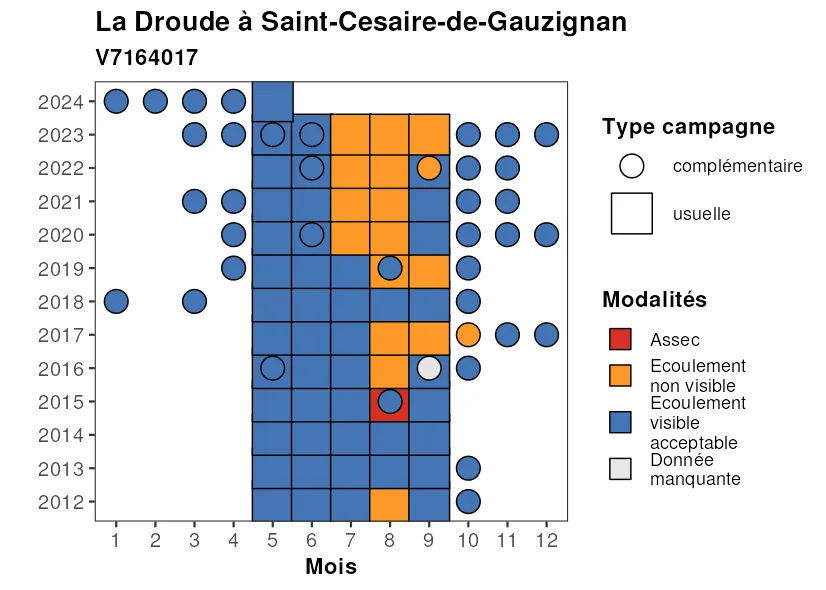 La Droude à Saint-Cesaire-de-Gauzignan
V7164017
2024
2023
2022
2021
2020
2019
2018
2017
2016
2015
2014
2013
2012
1 2 3 4 5 6 7 8 9 10 11 12
Mois
Type campagne
complémentaire
usuelle
Modalités
Assec
Ecoulement
non visible
Ecoulement
visible
acceptable
Donnée
manquante